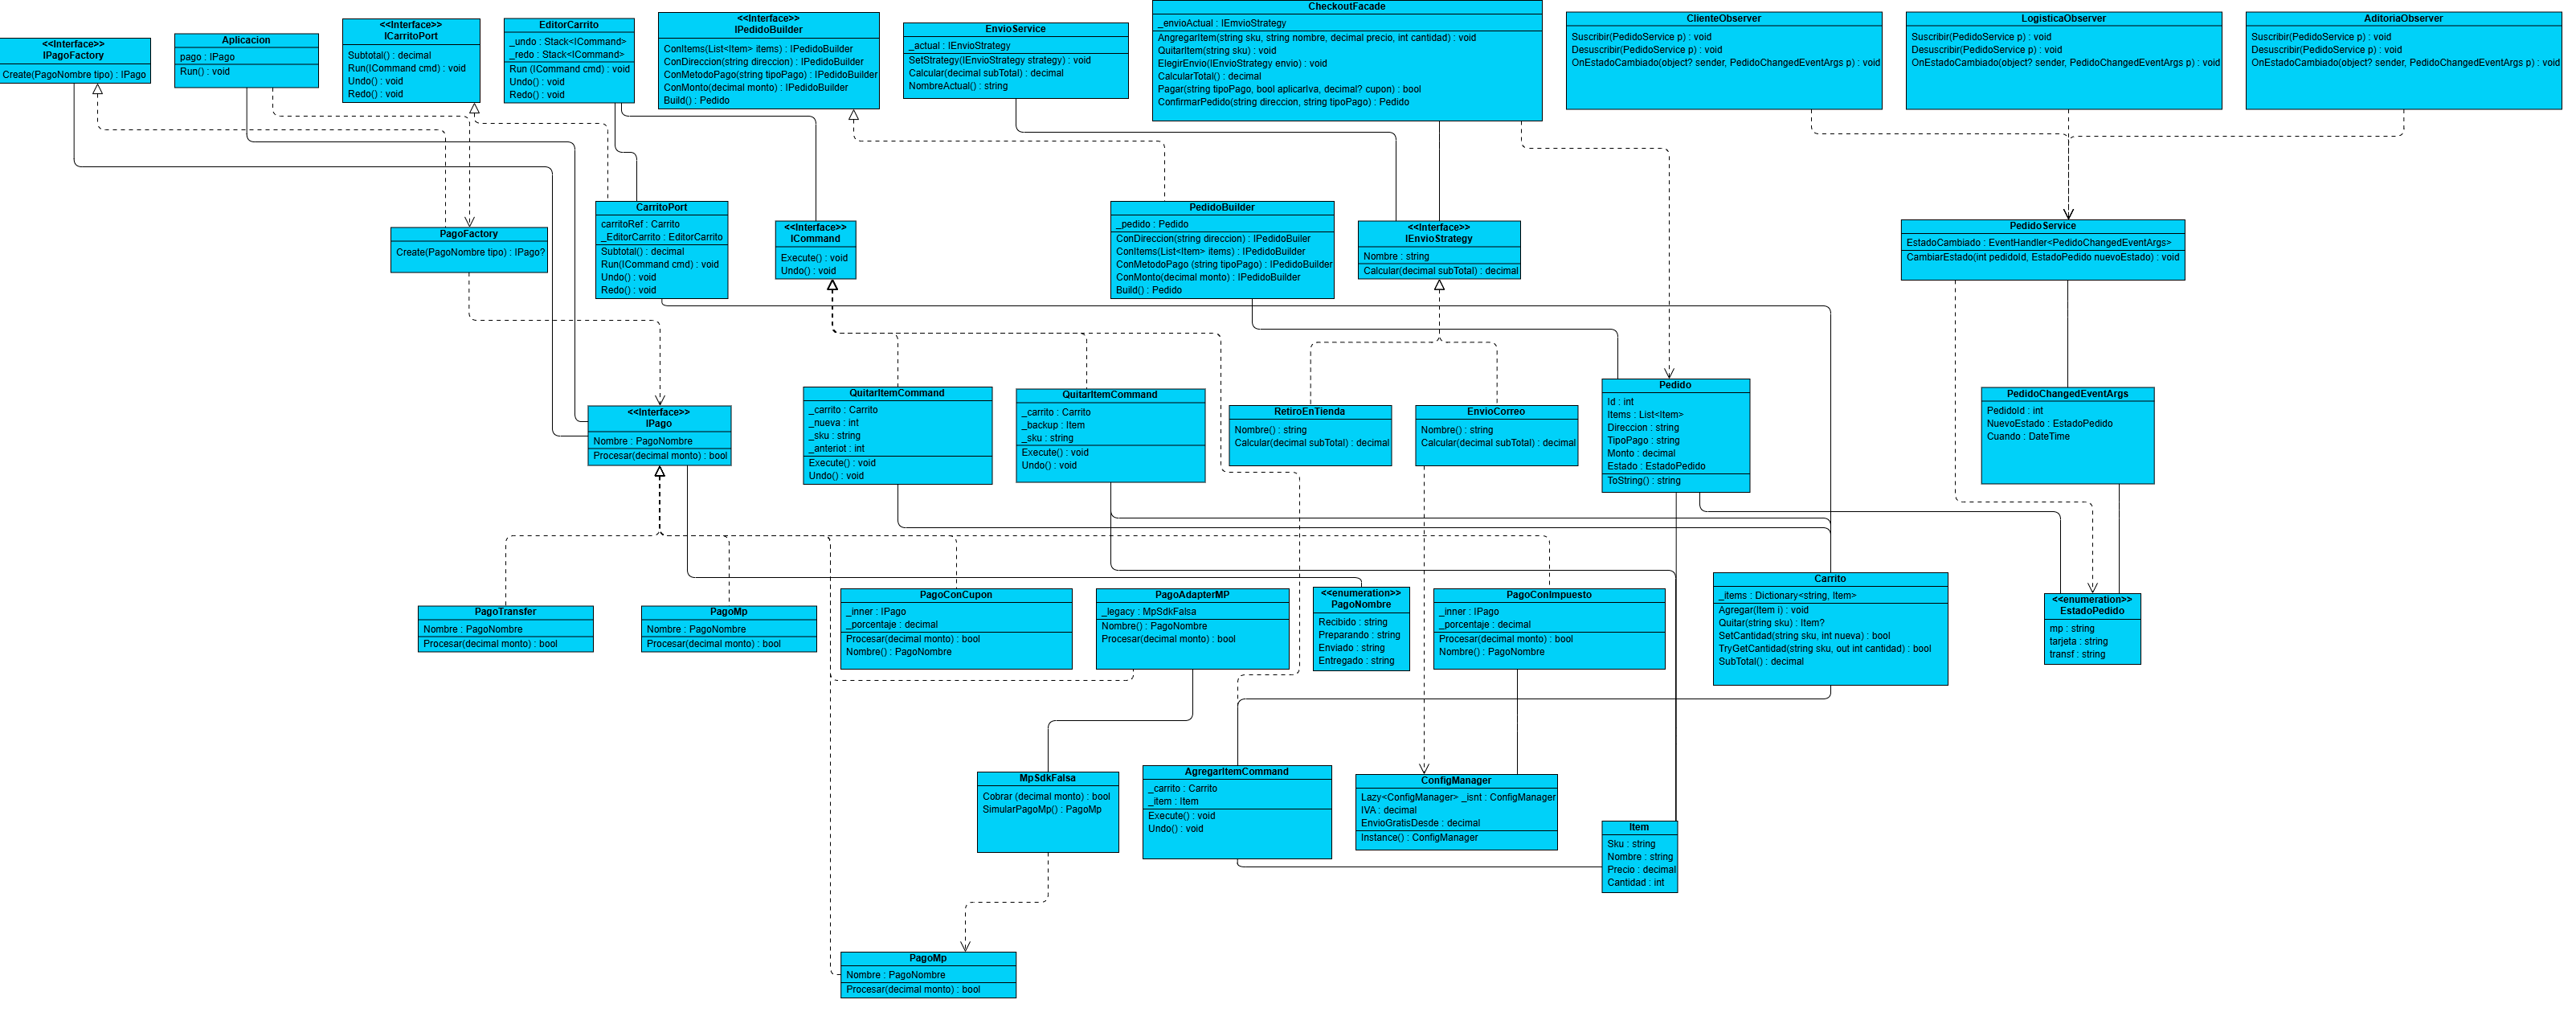 <<Interface>>
IPagoFactory
Create(PagoNombre tipo) : IPago
Aplicacion
pago : IPago
Run() : void
<<Interface>>
ICarritoPort
Subtotal() : decimal
Run(ICommand cmd) : void
Undo() : void
Redo() : void
EditorCarrito
_undo : Stack<ICommand>
_redo : Stack<ICommand>
Run (ICommand cmd) : void
Undo() : void
Redo() : void
<<Interface>>
IPedidoBuilder
ConItems(List<Item> items) : IPedidoBuilder
ConDireccion(string direccion) : IPedidoBuilder
ConMetodoPago(string tipoPago) : IPedidoBuilder
ConMonto(decimal monto) : IPedidoBuilder
Build() : Pedido
EnvioService
_actual : IEnvioStrategy
SetStrategy(IEnvioStrategy strategy) : void
Calcular(decimal subTotal) : decimal
NombreActual() : string
CheckoutFacade
_envioActual : IEmvioStrategy
AngregarItem(string sku, string nombre, decimal precio, int cantidad) : void
QuitarItem(string sku) : void
ElegirEnvio(IEnvioStrategy envio) : void
CalcularTotal() : decimal
Pagar(string tipoPago, bool aplicarIva, decimal? cupon) : bool
ConfirmarPedido(string direccion, string tipoPago) : Pedido
ClienteObserver
Suscribir(PedidoService p) : void
Desuscribir(PedidoService p) : void
OnEstadoCambiado(object? sender, PedidoChangedEventArgs p) : void
LogisticaObserver
Suscribir(PedidoService p) : void
Desuscribir(PedidoService p) : void
OnEstadoCambiado(object? sender, PedidoChangedEventArgs p) : void
AditoriaObserver
Suscribir(PedidoService p) : void
Desuscribir(PedidoService p) : void
OnEstadoCambiado(object? sender, PedidoChangedEventArgs p) : void
PagoFactory
Create(PagoNombre tipo) : IPago?
CarritoPort
carritoRef : Carrito
_EditorCarrito : EditorCarrito
Subtotal() : decimal
Run(ICommand cmd) : void
Undo() : void
Redo() : void
<<Interface>>
ICommand
Execute() : void
Undo() : void
PedidoBuilder
_pedido : Pedido
ConDireccion(string direccion) : IPedidoBuiler
ConItems(List<Item> items) : IPedidoBuilder
ConMetodoPago (string tipoPago) : IPedidoBuilder
ConMonto(decimal monto) : IPedidoBuilder
Build() : Pedido
<<Interface>>
IEnvioStrategy
Nombre : string
Calcular(decimal subTotal) : decimal
PedidoService
EstadoCambiado : EventHandler<PedidoChangedEventArgs>
CambiarEstado(int pedidoId, EstadoPedido nuevoEstado) : void
<<Interface>>
IPago
Nombre : PagoNombre
Procesar(decimal monto) : bool
QuitarItemCommand
_carrito : Carrito
_nueva : int
_sku : string
_anteriot : int
Execute() : void
Undo() : void
QuitarItemCommand
_carrito : Carrito
_backup : Item
_sku : string
Execute() : void
Undo() : void
RetiroEnTienda
Nombre() : string
Calcular(decimal subTotal) : decimal
EnvioCorreo
Nombre() : string
Calcular(decimal subTotal) : decimal
Pedido
Id : int
Items : List<Item>
Direccion : string
TipoPago : string
Monto : decimal
Estado : EstadoPedido
ToString() : string
PedidoChangedEventArgs
PedidoId : int
NuevoEstado : EstadoPedido
Cuando : DateTime
PagoTransfer
Nombre : PagoNombre
Procesar(decimal monto) : bool
PagoMp
Nombre : PagoNombre
Procesar(decimal monto) : bool
PagoConCupon
_inner : IPago
_porcentaje : decimal
Procesar(decimal monto) : bool
Nombre() : PagoNombre
PagoAdapterMP
_legacy : MpSdkFalsa
Nombre() : PagoNombre
Procesar(decimal monto) : bool
<<enumeration>>
PagoNombre
Recibido : string
Preparando : string
Enviado : string
Entregado : string
PagoConImpuesto
_inner : IPago
_porcentaje : decimal
Procesar(decimal monto) : bool
Nombre() : PagoNombre
Carrito
_items : Dictionary<string, Item>
Agregar(Item i) : void
Quitar(string sku) : Item?
SetCantidad(string sku, int nueva) : bool
TryGetCantidad(string sku, out int cantidad) : bool
SubTotal() : decimal
<<enumeration>>
EstadoPedido
mp : string
tarjeta : string
transf : string
MpSdkFalsa
Cobrar (decimal monto) : bool
SimularPagoMp() : PagoMp
AgregarItemCommand
_carrito : Carrito
_item : Item
Execute() : void
Undo() : void
ConfigManager
Lazy<ConfigManager> _isnt : ConfigManager
IVA : decimal
EnvioGratisDesde : decimal
Instance() : ConfigManager
Item
Sku : string
Nombre : string
Precio : decimal
Cantidad : int
PagoMp
Nombre : PagoNombre
Procesar(decimal monto) : bool